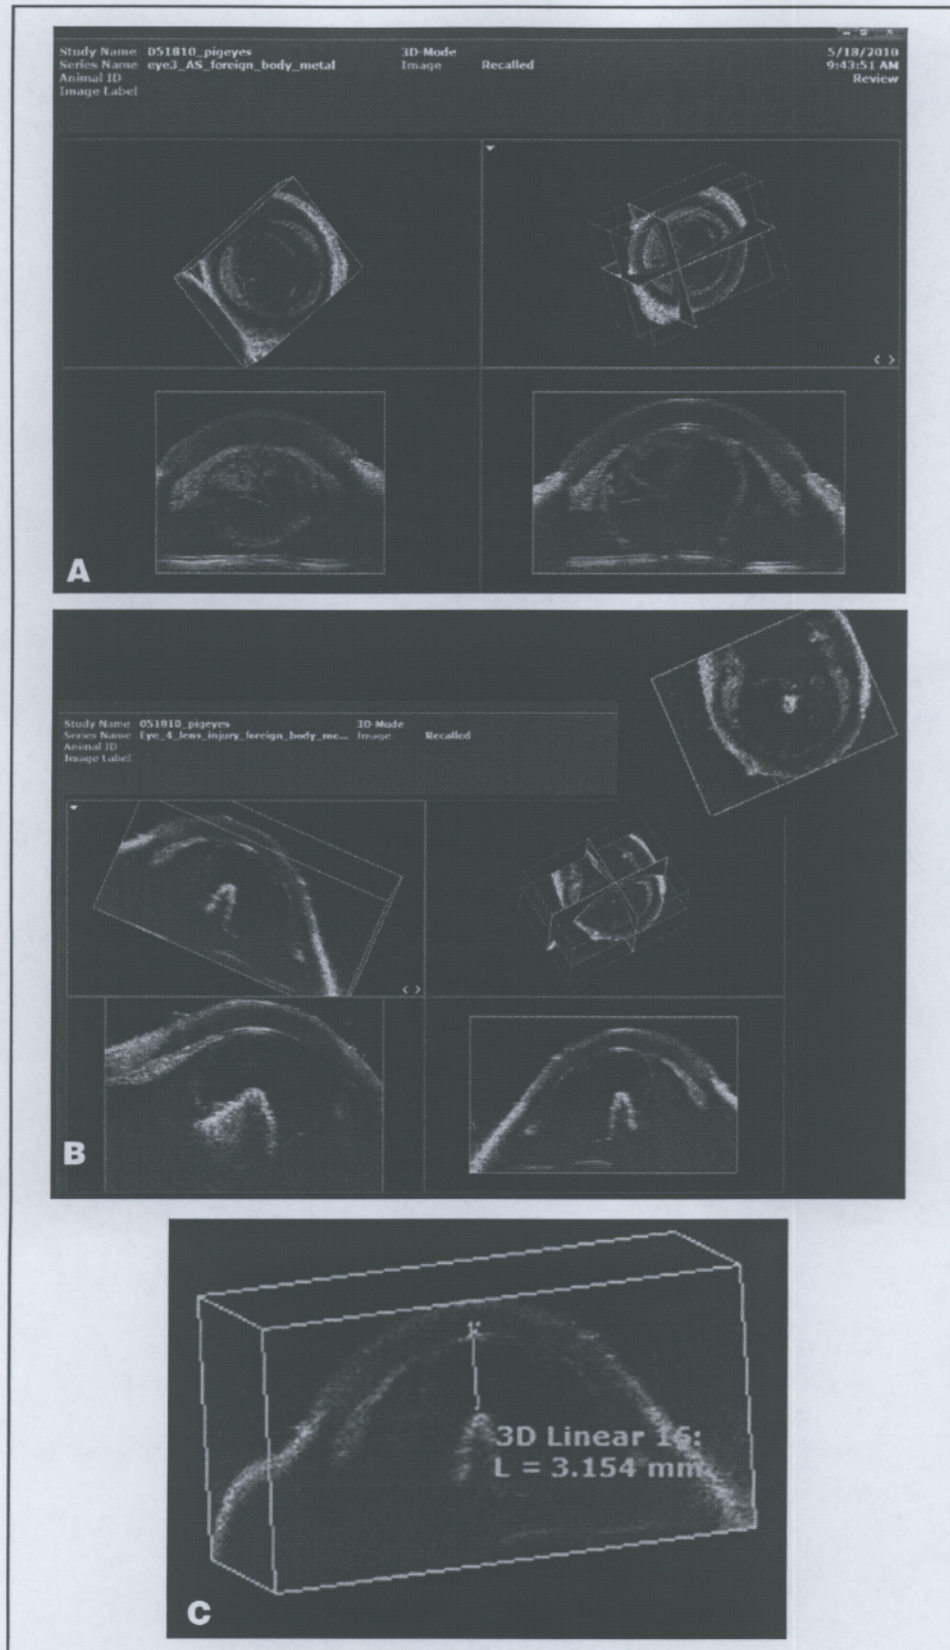 Study Name 051810_pigeyes 3D-Mode 5/18/2010
Series Name eye3_AS_foreign_body_metal Image Recalled 9:43:51 AM
Animal ID Review
Image Label
A
Study Name 051810_pigeyes 3D-Mode
Series Name Eye_4_lens_injury_foreign_body_me... Image Recalled
Animal ID
Image Label
B
3D Linear 16:
L = 3.154 mm
C